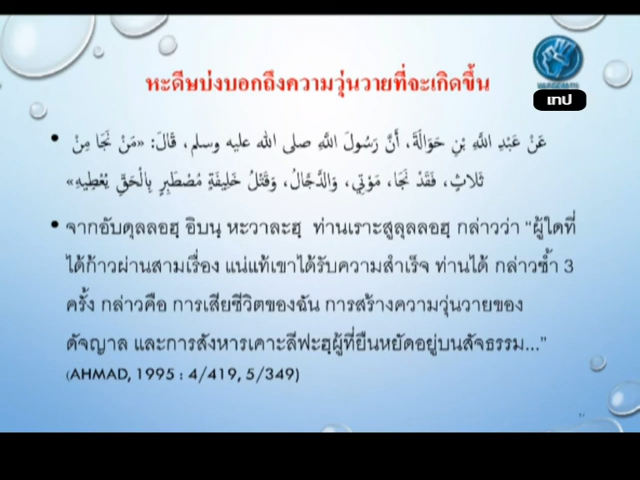 หะดีษบ่งบอกถึงความวุ่นวายที่จะเกิดขึ้น
เทป
• عَنْ عَبْدِ اللَّهِ بْنِ حَوَالَةَ، أَنَّ رَسُولَ اللَّهِ صلى الله عليه وسلم، قَالَ: «مَنْ نَجَا مِنْ
ثَلَاثٍ، فَقَدْ نَجَا، مَوْتِي، وَالدَّجَّالُ، وَقَتْلُ خَلِيفَةٍ مُصْطَبِرٍ بِالْحَقِّ يُعْطِيهِ»
• จากอับดุลลอฮฺ อิบนฺ หะวาละฮฺ ท่านเราะสูลุลลอฮฺ กล่าวว่า "ผู้ใดที่
ได้ก้าวผ่านสามเรื่อง แน่แท้เขาได้รับความสำเร็จ ท่านได้ กล่าวซ้ำ 3
ครั้ง กล่าวคือ การเสียชีวิตของฉัน การสร้างความวุ่นวายของ
ดัจญาล และการสังหารเคาะลีฟะฮฺผู้ที่ยืนหยัดอยู่บนสัจธรรม..."
(AHMAD, 1995 : 4/419, 5/349)